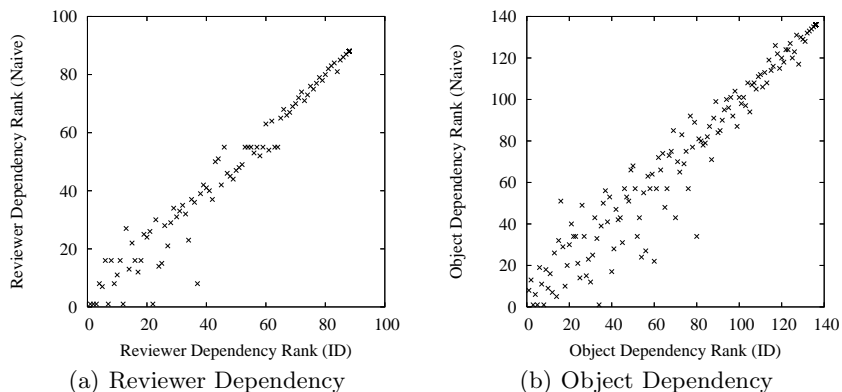 100
80
60
40
20
0
0 20 40 60 80 100
Reviewer Dependency Rank (Naive)
Reviewer Dependency Rank (ID)
(a) Reviewer Dependency
140
120
100
80
60
40
20
0
0 20 40 60 80 100 120 140
Object Dependency Rank (Naive)
Object Dependency Rank (ID)
(b) Object Dependency